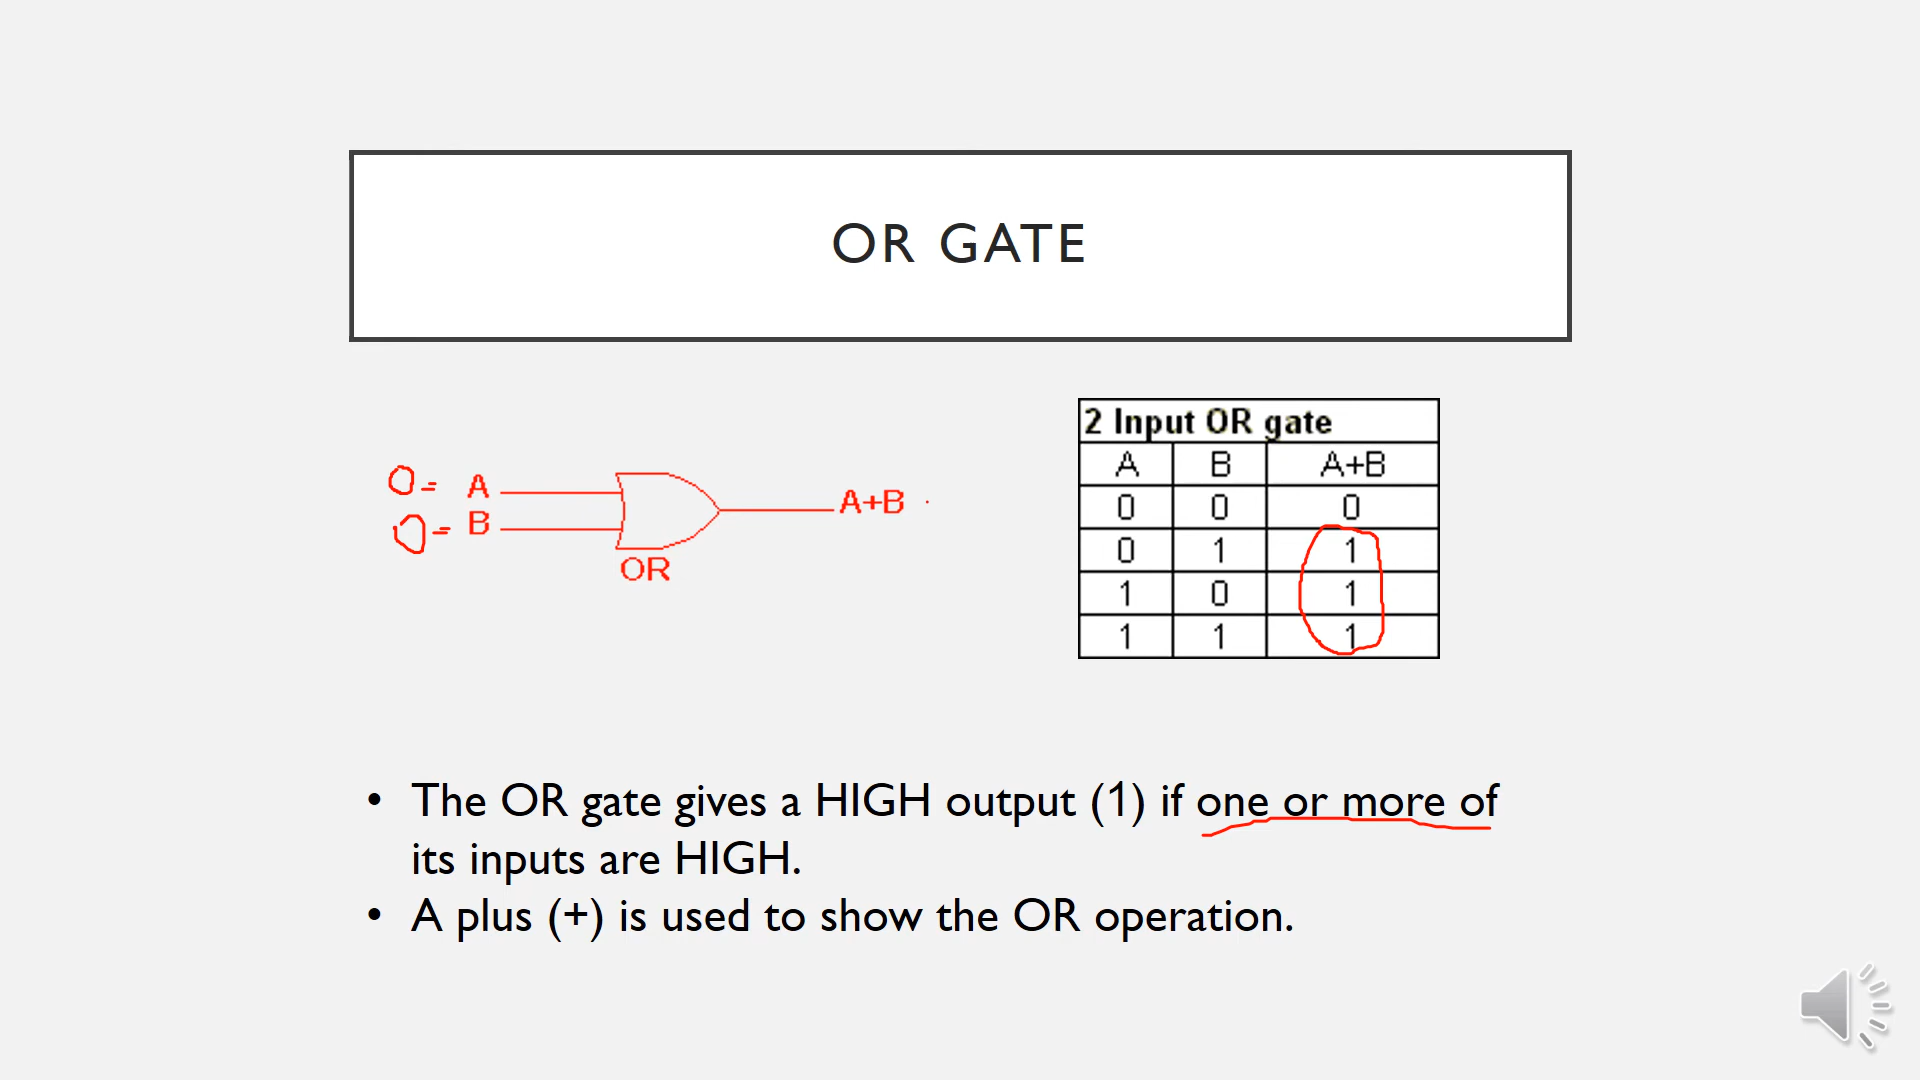 OR GATE
0= A
0= B
OR
A+B
2 Input OR gate
A B A+B
0 0 0
0 1 1
1 0 1
1 1 1
• The OR gate gives a HIGH output (1) if one or more of
its inputs are HIGH.
• A plus (+) is used to show the OR operation.